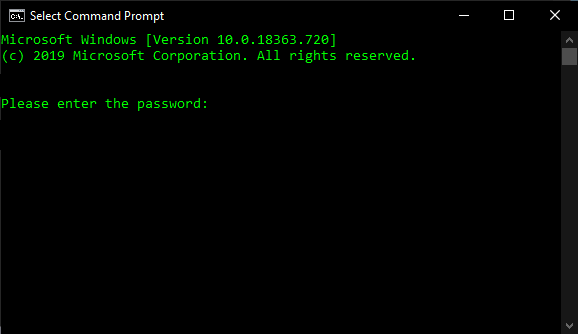 Select Command Prompt
Microsoft Windows [Version 10.0.18363.720]
(c) 2019 Microsoft Corporation. All rights reserved.
Please enter the password: